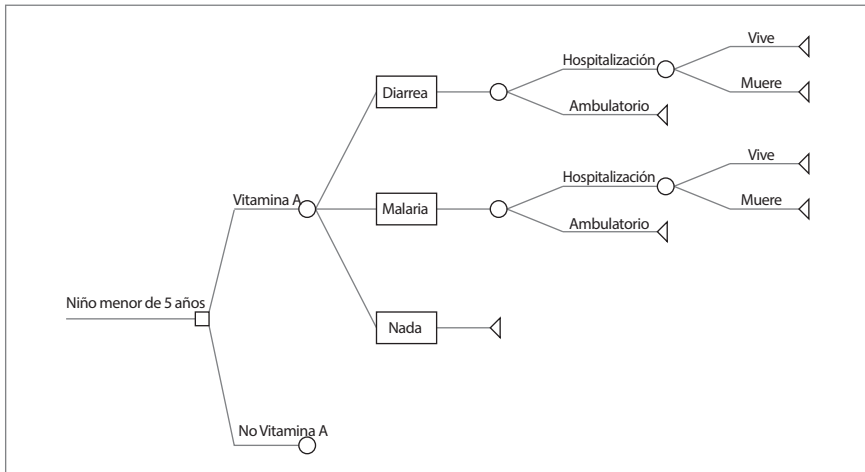 Vive
Hospitalización
Muere
Diarrea
Ambulatorio
Vive
Hospitalización
Vitamina A
Malaria
Muere
Ambulatorio
Niño menor de 5 años
Nada
No Vitamina A